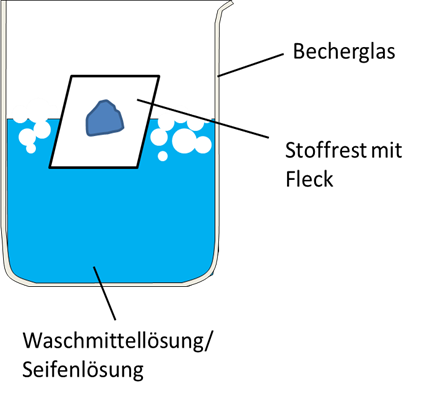 Becherglas
Stoffrest mit
Fleck
Waschmittellösung/
Seifenlösung